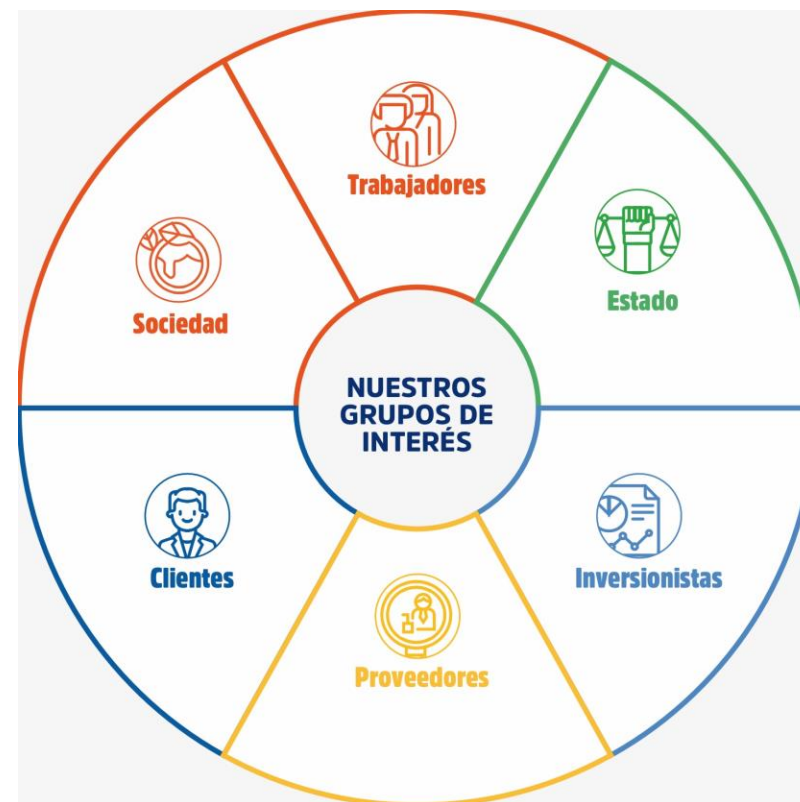 Trabajadores
Estado
Sociedad
NUESTROS
GRUPOS DE
INTERÉS
Clientes
Inversionistas
Proveedores